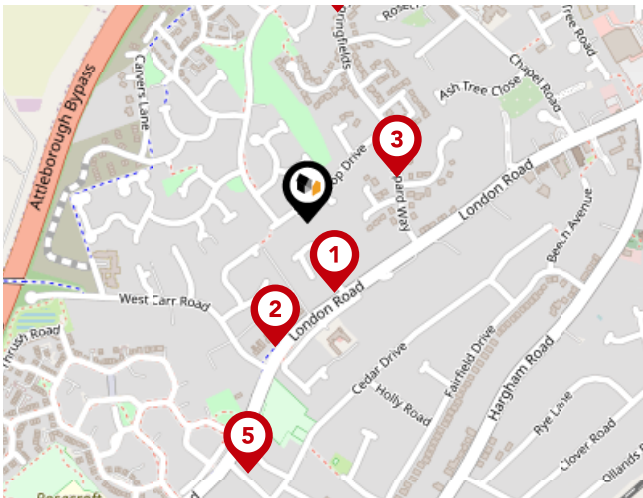 Tree Road
Chapel Road
Ash Tree Close
Carvers Lane
Attleborough Bypass
3
London Road
Beech Avenue
1
West Carr Road
2
London Road
Cedar Drive
Holly Road
Fairfield Drive
Hargham Road
Rye Lane
Clover Road
5